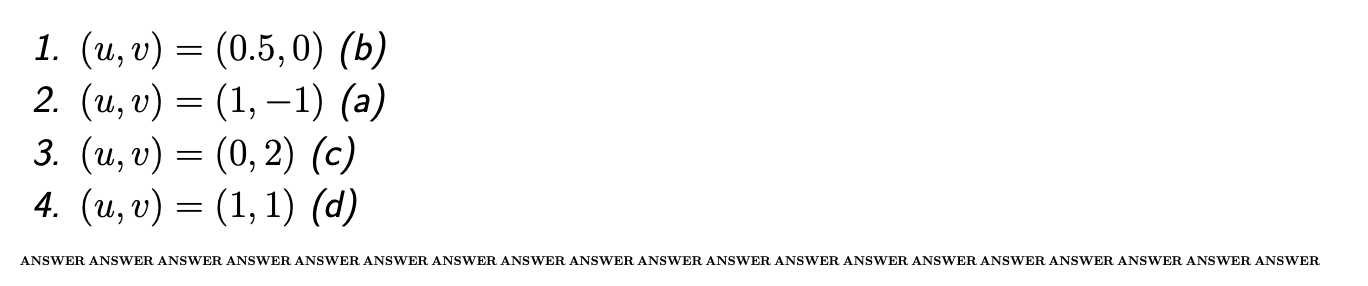 1. (u, v) = (0.5, 0) (b)
2. (u, v) = (1, −1) (a)
3. (u, v) = (0, 2) (c)
4. (u, v) = (1, 1) (d)
ANSWER ANSWER ANSWER ANSWER ANSWER ANSWER ANSWER ANSWER ANSWER ANSWER ANSWER ANSWER ANSWER ANSWER ANSWER ANSWER ANSWER ANSWER ANSWER